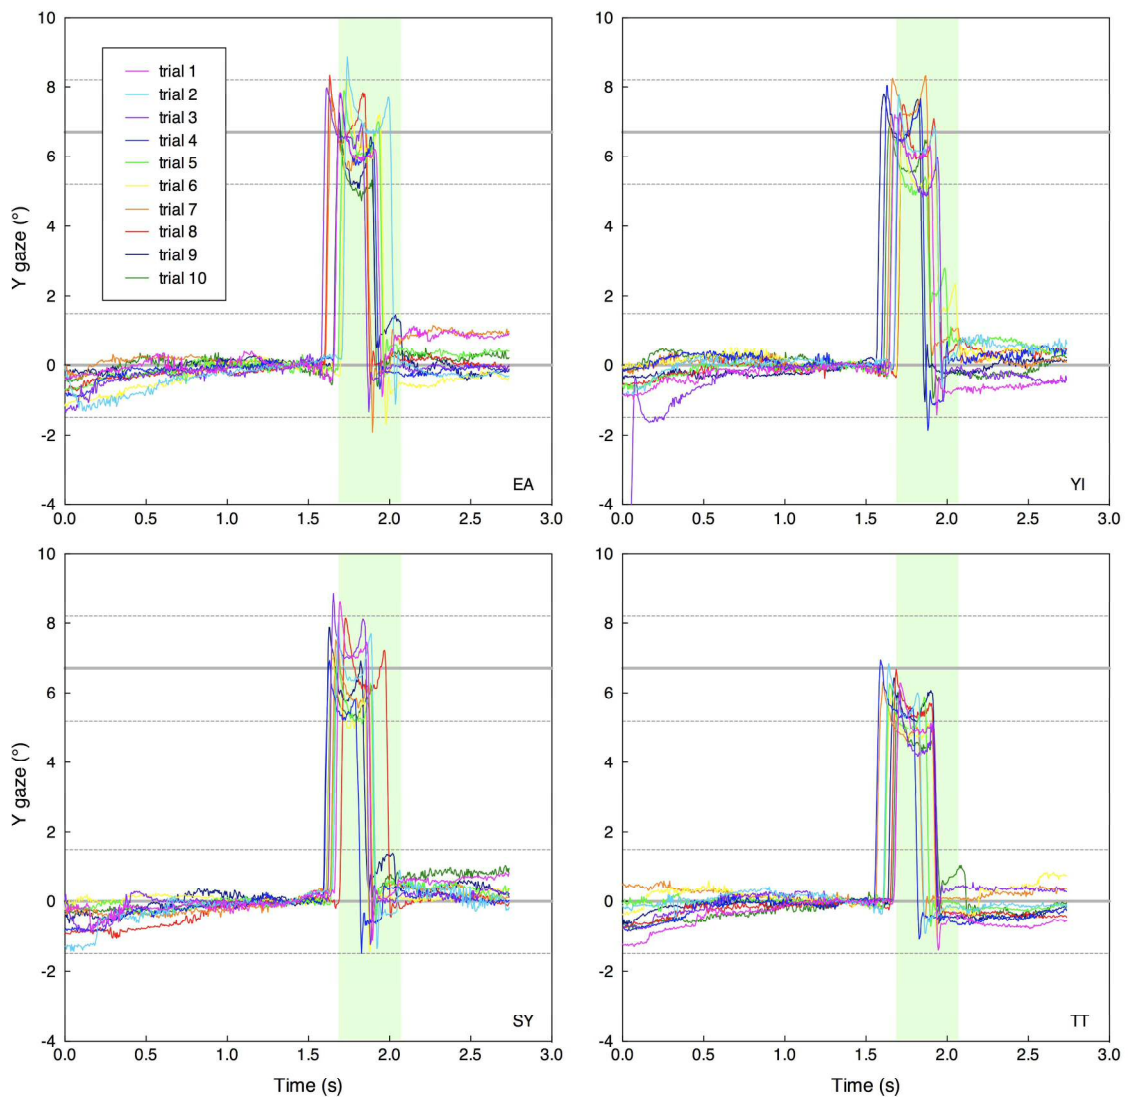 10
8
6
4
2
0
-2
-4
Y gaze (°)
trial 1
trial 2
trial 3
trial 4
trial 5
trial 6
trial 7
trial 8
trial 9
trial 10
EA
0.0 0.5 1.0 1.5 2.0 2.5 3.0
10
8
6
4
2
0
-2
-4
YI
0.0 0.5 1.0 1.5 2.0 2.5 3.0
10
8
6
4
2
0
-2
-4
Y gaze (°)
SY
0.0 0.5 1.0 1.5 2.0 2.5 3.0
Time (s)
10
8
6
4
2
0
-2
-4
TT
0.0 0.5 1.0 1.5 2.0 2.5 3.0
Time (s)